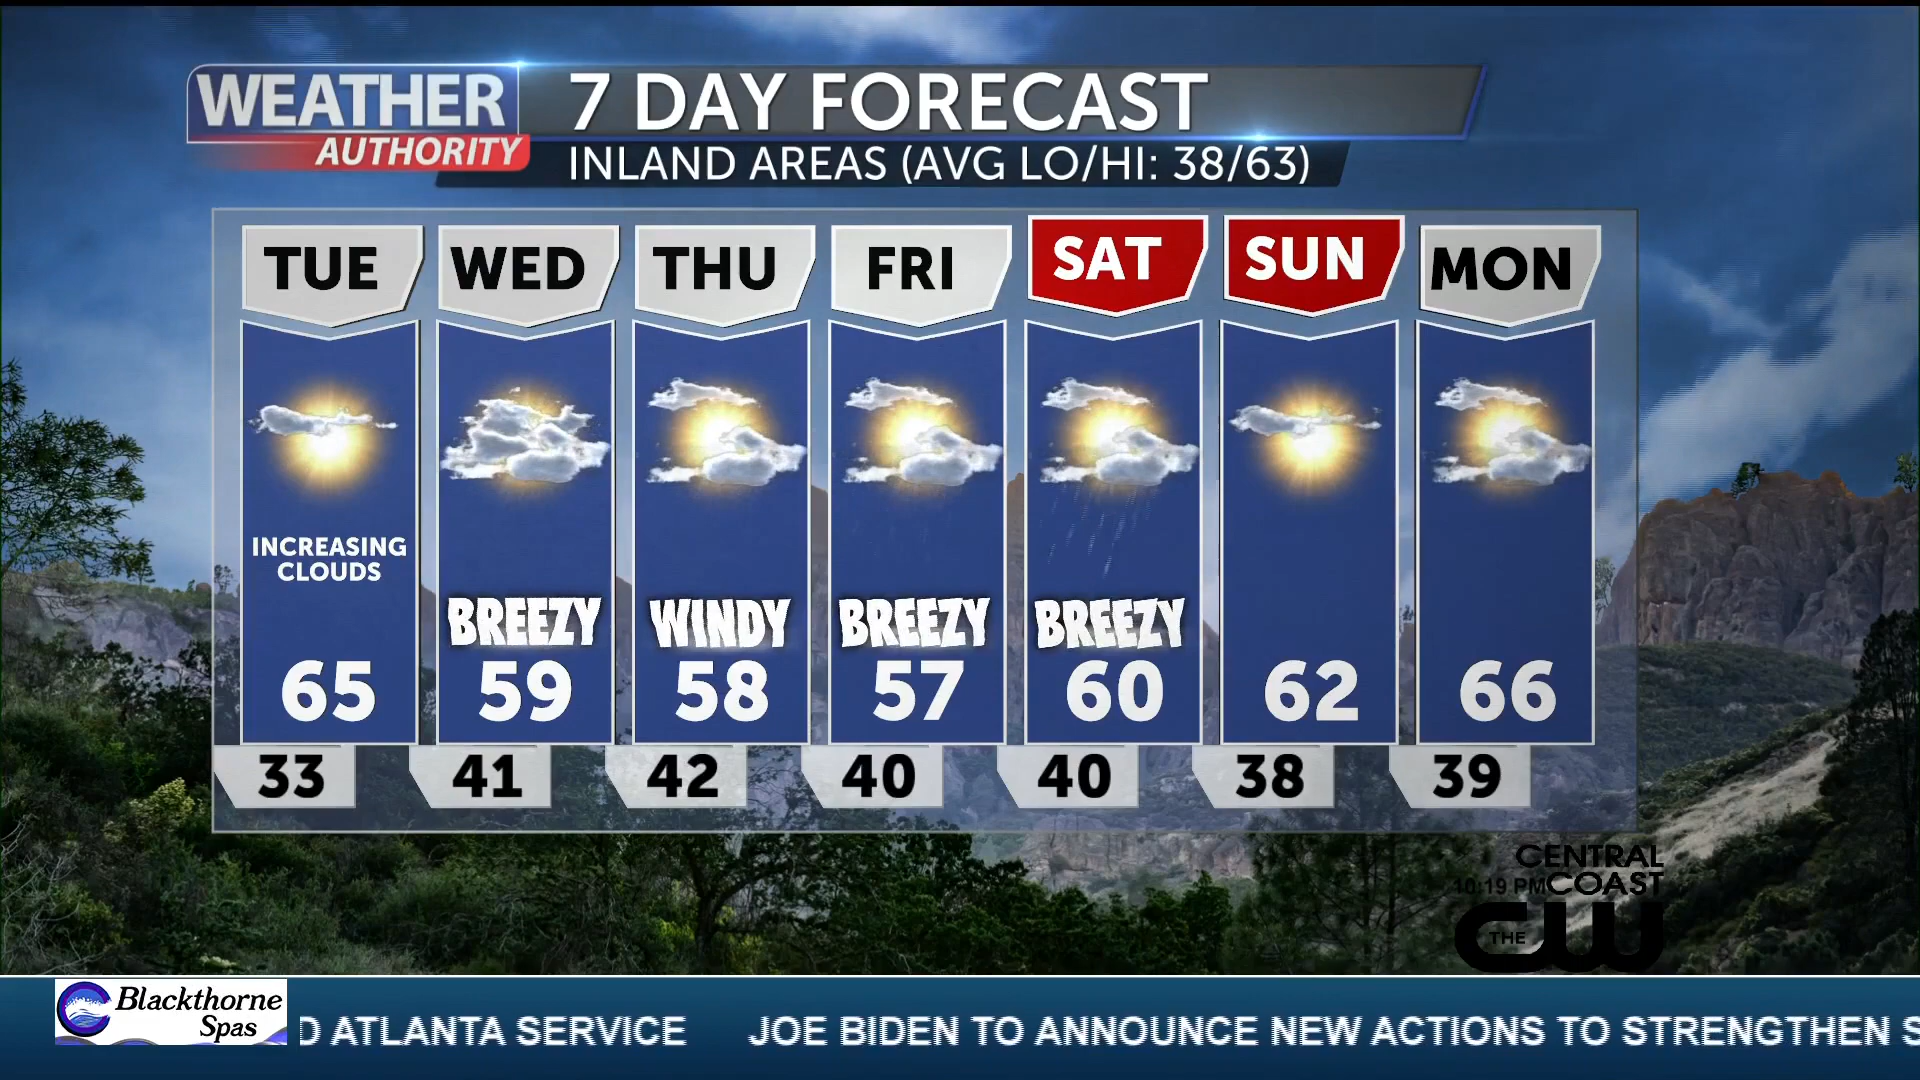 WEATHER
AUTHORITY
7 DAY FORECAST
INLAND AREAS (AVG LO/HI: 38/63)
TUE WED THU FRI SAT SUN MON
INCREASING
CLOUDS
BREEZY WINDY BREEZY BREEZY
65 59 58 57 60 62 66
33 41 42 40 40 38 39
CENTRAL
10:19 PM COAST
THE CW
Blackthorne
Spas
D ATLANTA SERVICE JOE BIDEN TO ANNOUNCE NEW ACTIONS TO STRENGTHEN S